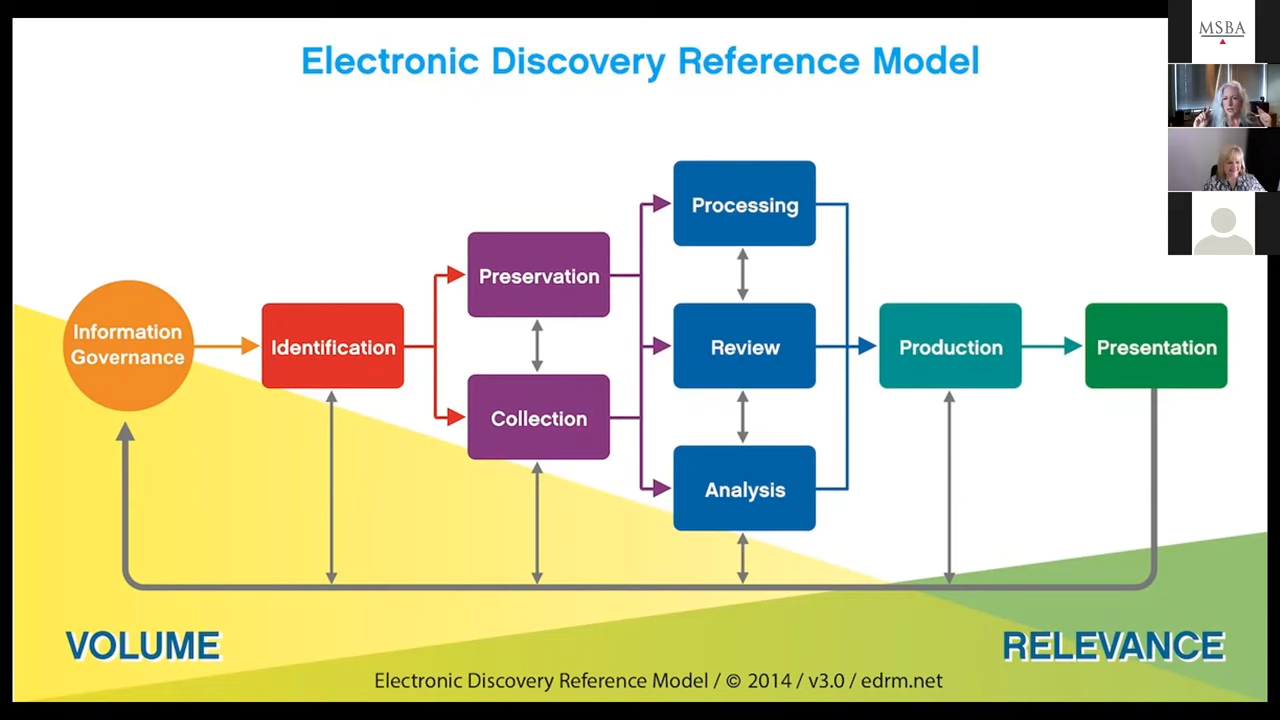 Electronic Discovery Reference Model
MSBA
Processing
Preservation
Information
Governance
Identification
Review
Production
Presentation
Collection
Analysis
VOLUME
RELEVANCE
Electronic Discovery Reference Model / © 2014 / v3.0 / edrm.net